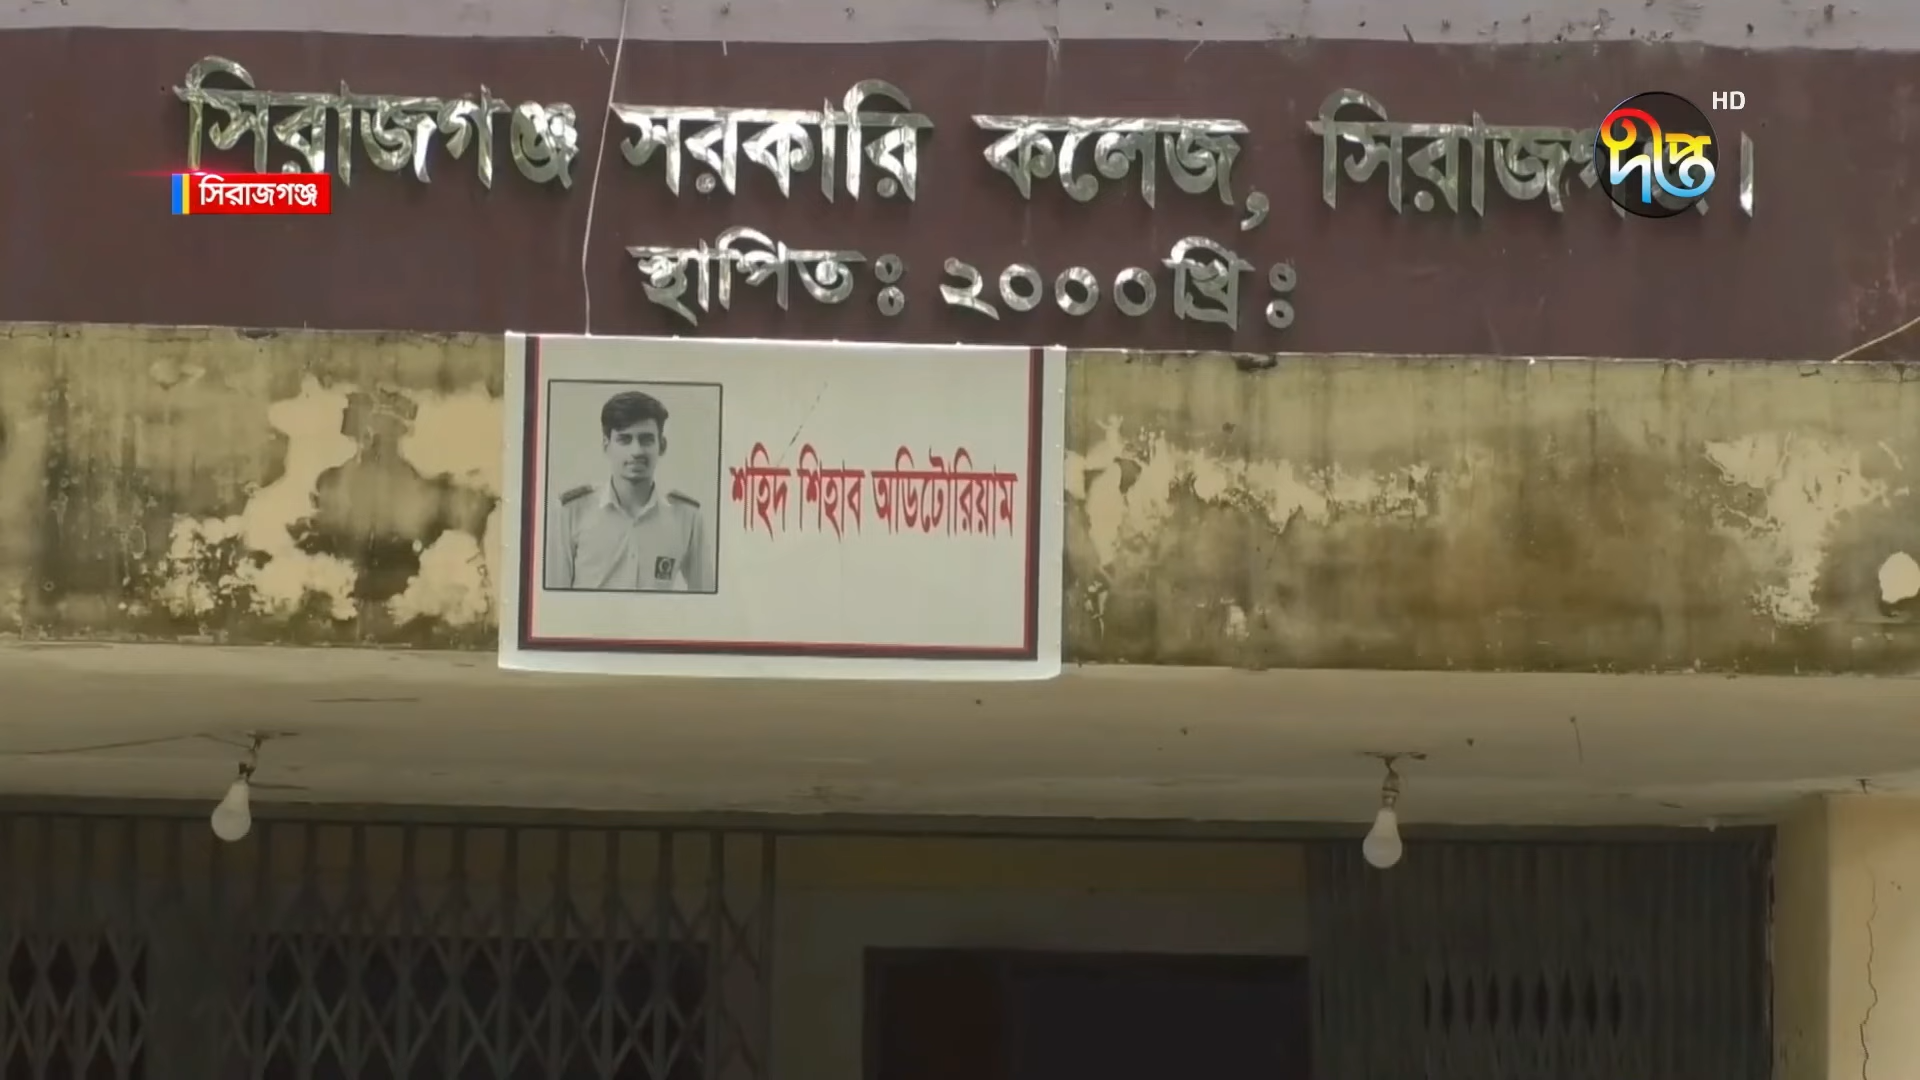 সিরাজগঞ্জ সরকারি কলেজ, সিরাজগঞ্জ।
স্থাপিতঃ ২০০০খ্রিঃ
সিরাজগঞ্জ
দীপ্ত
HD
শহিদ শিহাব অডিটোরিয়াম